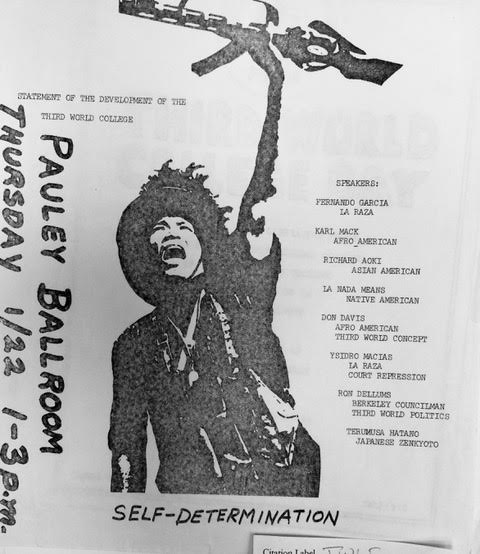 STATEMENT OF THE DEVELOPMENT OF THE
THIRD WORLD COLLEGE
PAULEY BALLROOM
THURSDAY 1/22 1-3 p.m.
SPEAKERS:
FERNANDO GARCIA
LA RAZA
KARL MACK
AFRO AMERICAN
RICHARD AOKI
ASIAN AMERICAN
LA NADA MEANS
NATIVE AMERICAN
DON DAVIS
AFRO AMERICAN
THIRD WORLD CONCEPT
YSIDRO MACIAS
LA RAZA
COURT REPRESSION
RON DELLUMS
BERKELEY COUNCILMAN
THIRD WORLD POLITICS
TERUMUSA HATANO
JAPANESE ZENKYOTO
SELF-DETERMINATION
Citation Label